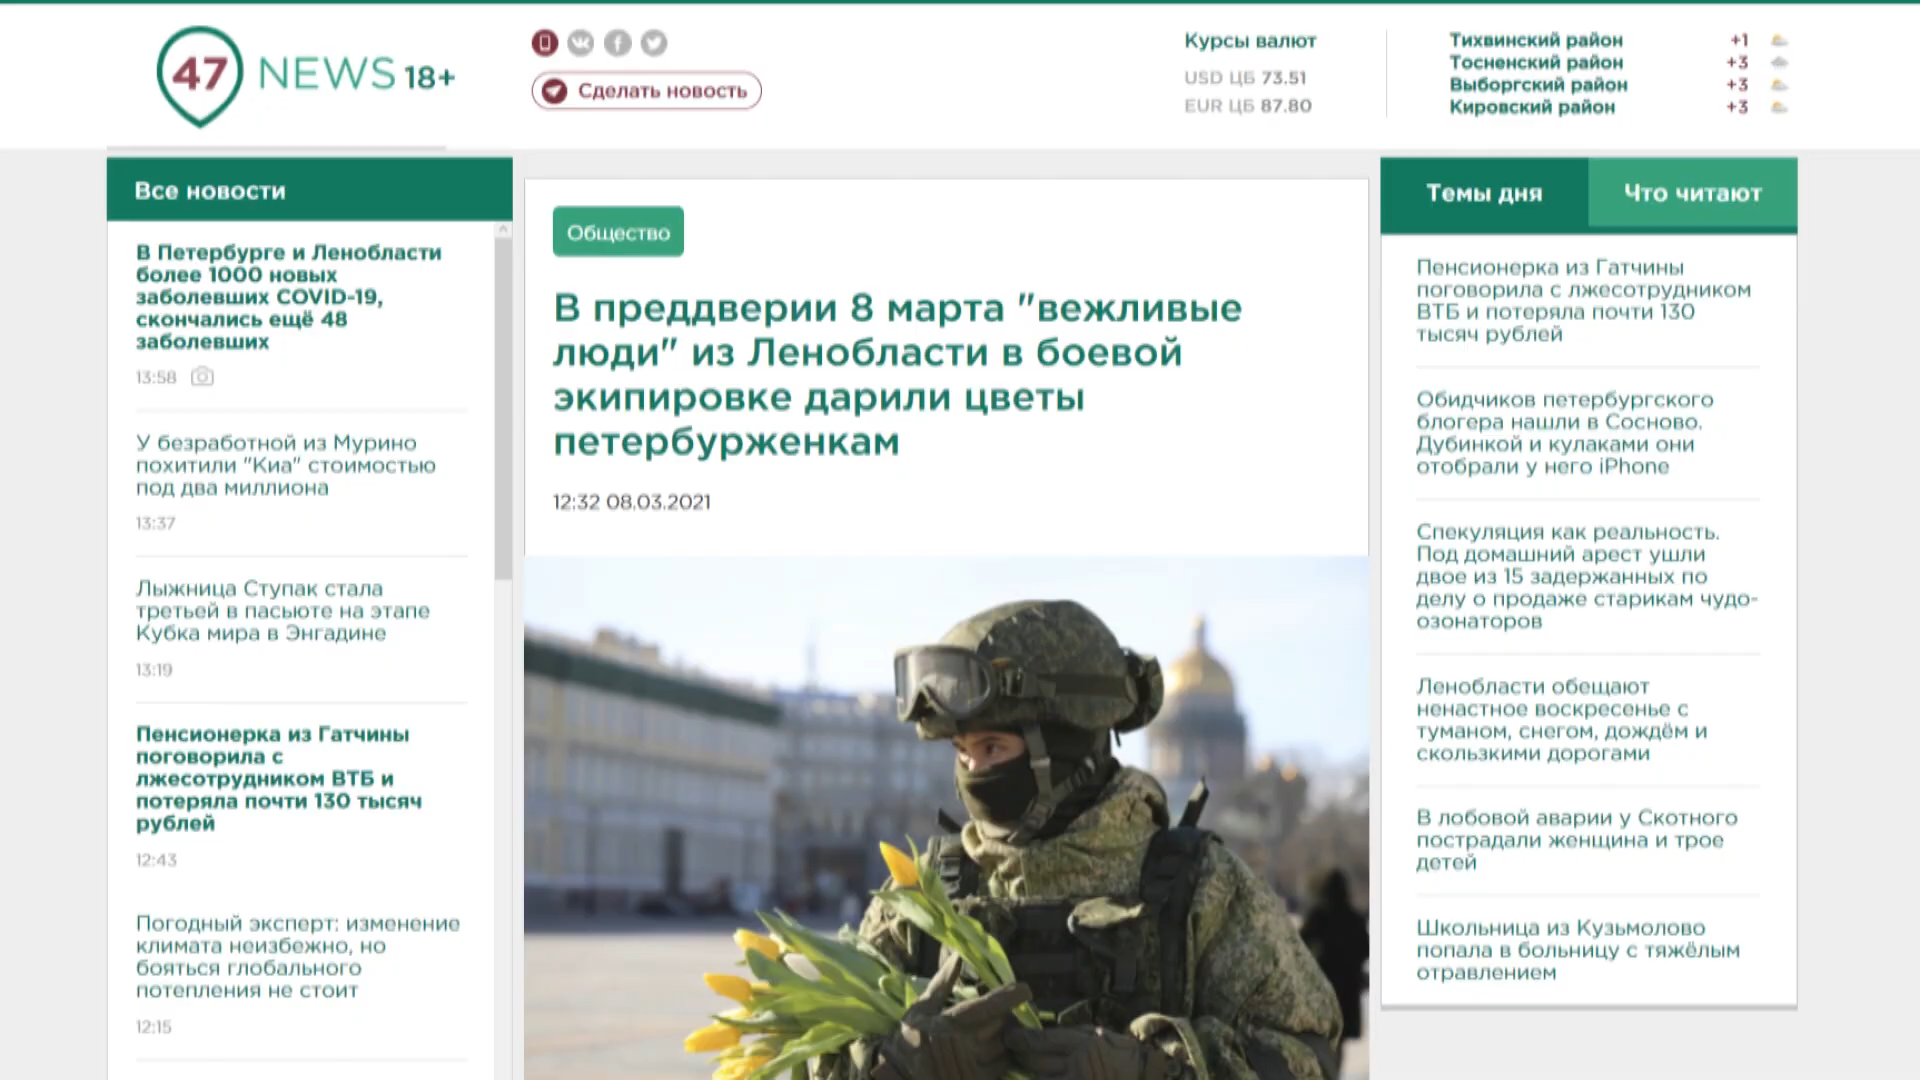 47 NEWS 18+
Сделать новость
Курсы валют
USD ЦБ 73.51
EUR ЦБ 87.80
Тихвинский район +1
Тосненский район +3
Выборгский район +3
Кировский район +3
Все новости
В Петербурге и Ленобласти
более 1000 новых
заболевших COVID-19,
скончались ещё 48
заболевших
13:58
У безработной из Мурино
похитили "Киа" стоимостью
под два миллиона
13:37
Лыжница Ступак стала
третьей в пасьюте на этапе
Кубка мира в Энгадине
13:19
Пенсионерка из Гатчины
поговорила с
лжесотрудником ВТБ и
потеряла почти 130 тысяч
рублей
12:43
Погодный эксперт: изменение
климата неизбежно, но
бояться глобального
потепления не стоит
12:15
Общество
В преддверии 8 марта "вежливые
люди" из Ленобласти в боевой
экипировке дарили цветы
петербурженкам
12:32 08.03.2021
Темы дня
Что читают
Пенсионерка из Гатчины
поговорила с лжесотрудником
ВТБ и потеряла почти 130
тысяч рублей
Обидчиков петербургского
блогера нашли в Сосново.
Дубинкой и кулаками они
отобрали у него iPhone
Спекуляция как реальность.
Под домашний арест ушли
двое из 15 задержанных по
делу о продаже старикам чудо-
озонаторов
Ленобласти обещают
ненастное воскресенье с
туманом, снегом, дождём и
скользкими дорогами
В лобовой аварии у Скотного
пострадали женщина и трое
детей
Школьница из Кузьмолово
попала в больницу с тяжёлым
отравлением